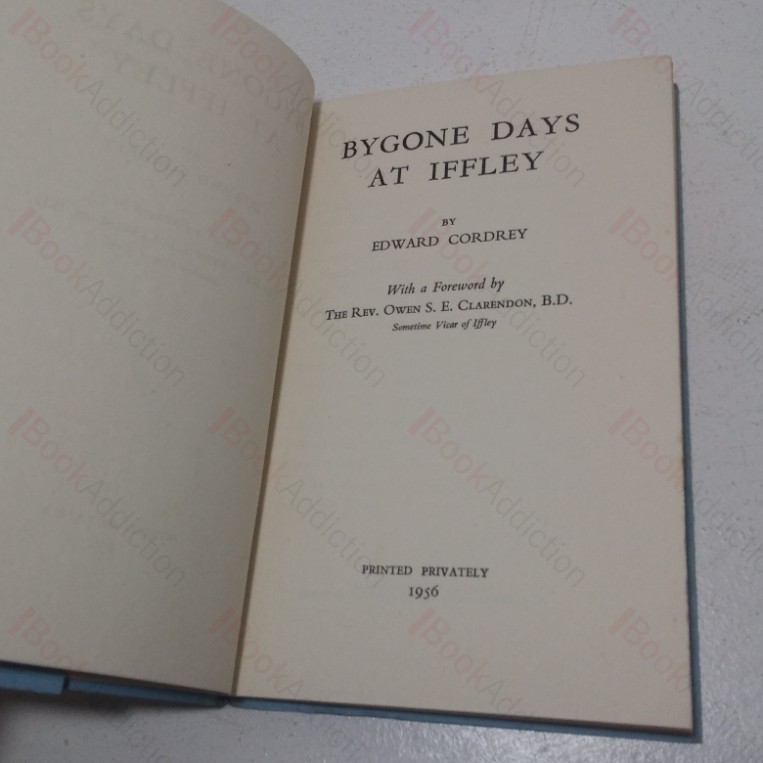 BYGONE DAYS
AT IFFLEY
BY
EDWARD CORDREY
With a Foreword by
THE REV. OWEN S. E. CLARENDON, B.D.
Sometime Vicar of Iffley
PRINTED PRIVATELY
1956
BookAddiction